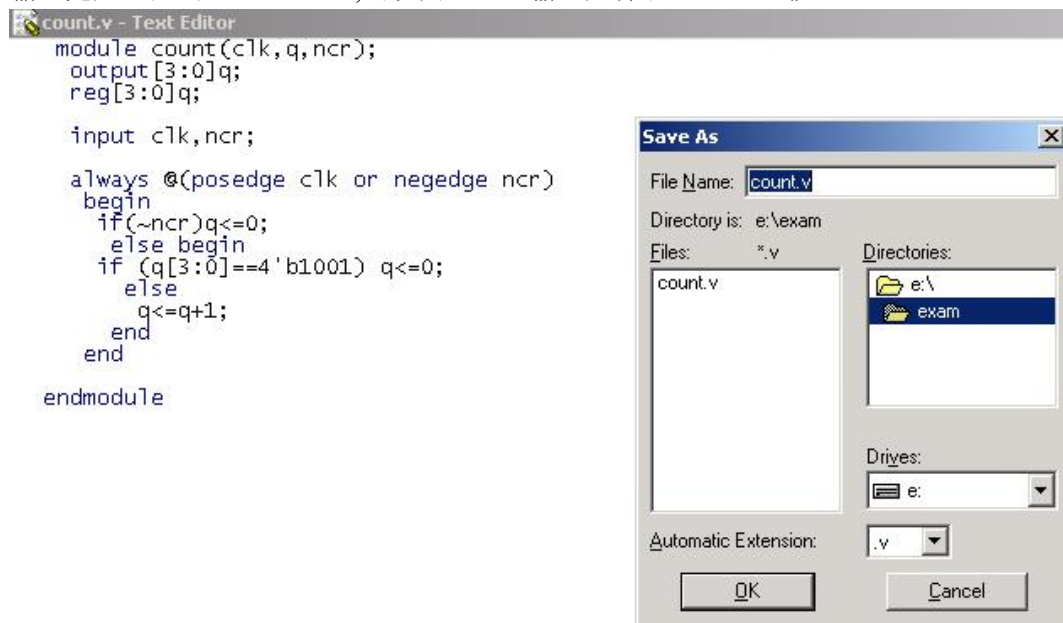 count.v - Text Editor
module count(clk,q,ncr);
output[3:0]q;
reg[3:0]q;
input clk,ncr;
always @(posedge clk or negedge ncr)
begin
if(~ncr)q<=0;
else begin
if (q[3:0]==4'b1001) q<=0;
else
q<=q+1;
end
end
endmodule
Save As
File Name: count.v
Directory is: e:\exam
Files: *.v
Directories:
count.v
e:\
exam
Drives:
e:
Automatic Extension: .v
OK
Cancel